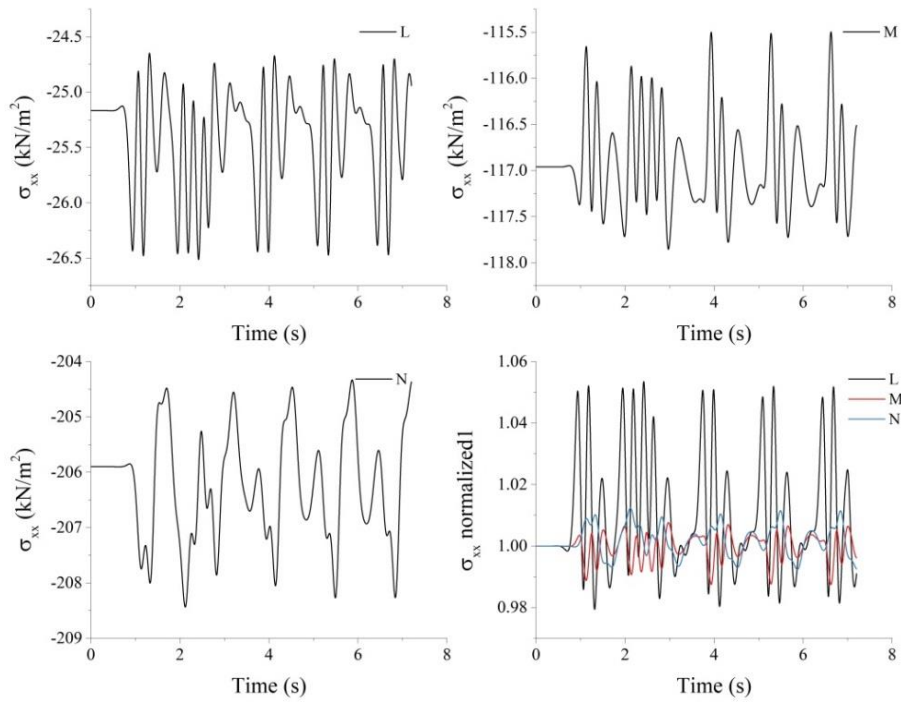 -24.5
-25.0
-25.5
-26.0
-26.5
σxx (kN/m²)
L
0 2 4 6 8
Time (s)
-115.5
-116.0
-116.5
-117.0
-117.5
-118.0
σxx (kN/m²)
M
0 2 4 6 8
Time (s)
-204
-205
-206
-207
-208
-209
σxx (kN/m²)
N
0 2 4 6 8
Time (s)
1.06
1.04
1.02
1.00
0.98
σxx normalized1
L
M
N
0 2 4 6 8
Time (s)